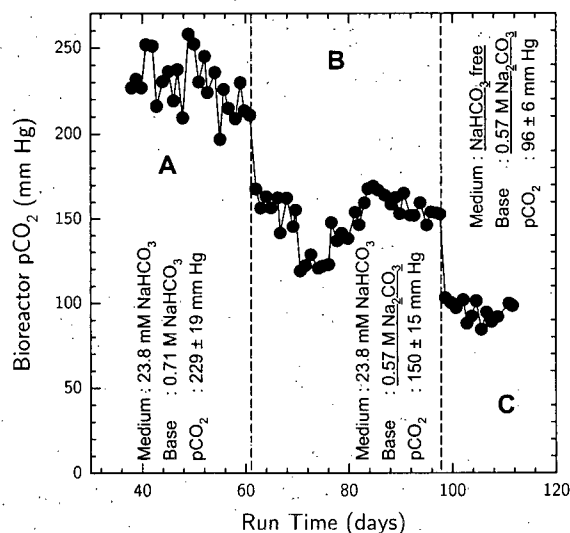 Bioreactor pCO2 (mm Hg)
250
200
150
100
50
0
A
Medium : 23.8 mM NaHCO3
Base : 0.71 M NaHCO3
pCO2 : 229 ± 19 mm Hg
B
Medium : 23.8 mM NaHCO3
Base : 0.57 M Na2CO3
pCO2 : 150 ± 15 mm Hg
Medium : NaHCO3 free
Base : 0.57 M Na2CO3
pCO2 : 96 ± 6 mm Hg
C
40 60 80 100 120
Run Time (days)